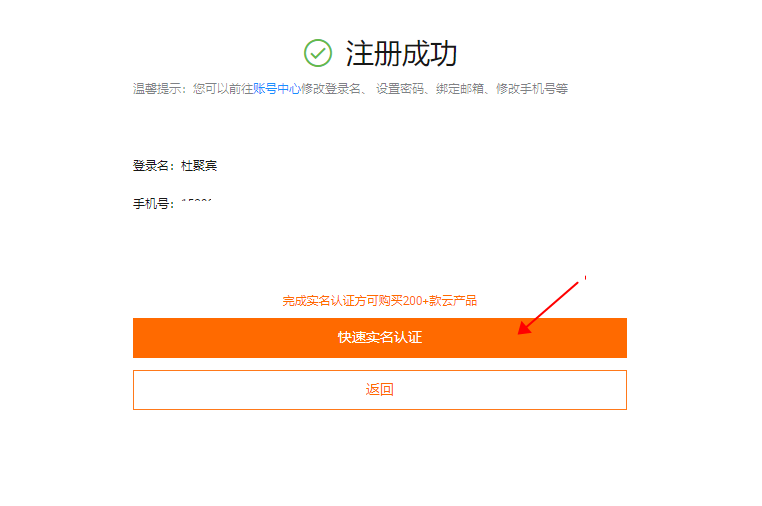 注册成功
温馨提示：您可以前往账号中心修改登录名、 设置密码、绑定邮箱、修改手机号等
登录名：杜聚宾
手机号：
完成实名认证方可购买200+款云产品
快速实名认证
返回